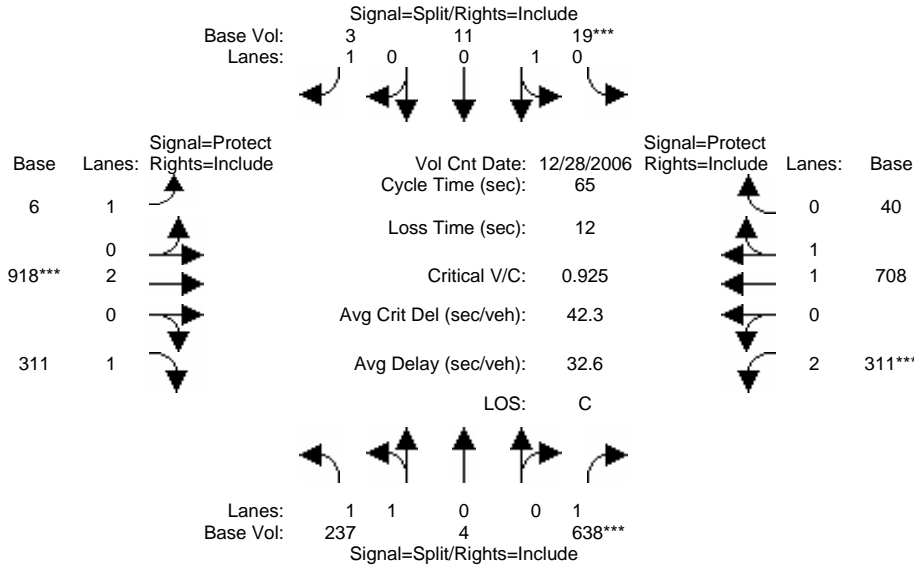 Signal=Split/Rights=Include
Base Vol: 3 11 19***
Lanes: 1 0 0 1 0
Signal=Protect Signal=Protect
Base Lanes: Rights=Include Vol Cnt Date: 12/28/2006 Rights=Include Lanes: Base
Cycle Time (sec): 65
6 1 0 40
Loss Time (sec): 12
0 1
918*** 2 Critical V/C: 0.925 1 708
0 Avg Crit Del (sec/veh): 42.3 0
311 1 Avg Delay (sec/veh): 32.6 2 311***
LOS: C
Lanes: 1 1 0 0 1
Base Vol: 237 4 638***
Signal=Split/Rights=Include